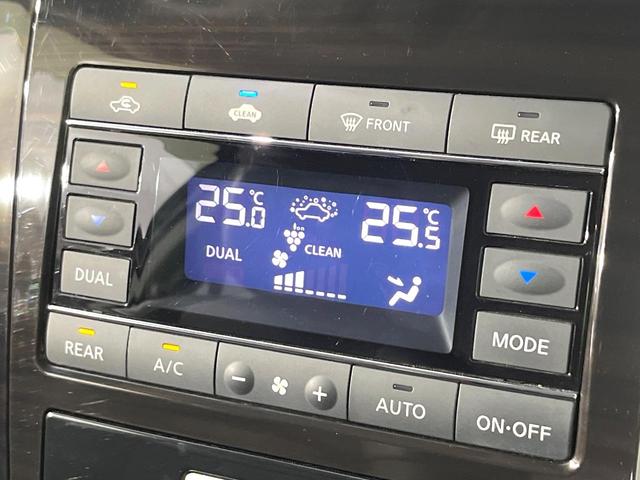 CLEAN
FRONT
REAR
25.0℃
25.5℃
Ion
DUAL
CLEAN
DUAL
MODE
REAR
A/C
− +
AUTO
ON·OFF